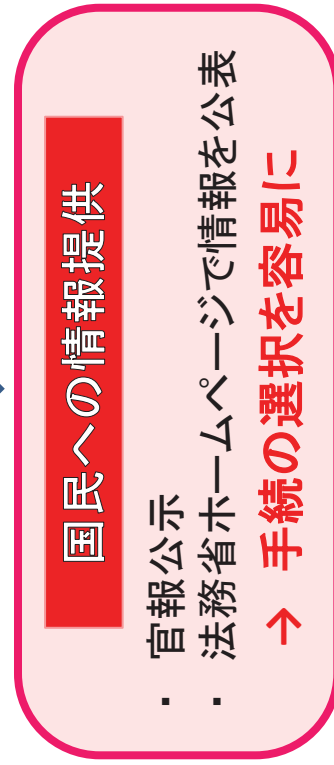 国民への情報提供
・ 官報公示
・ 法務省ホームページで情報を公表
→ 手続の選択を容易に